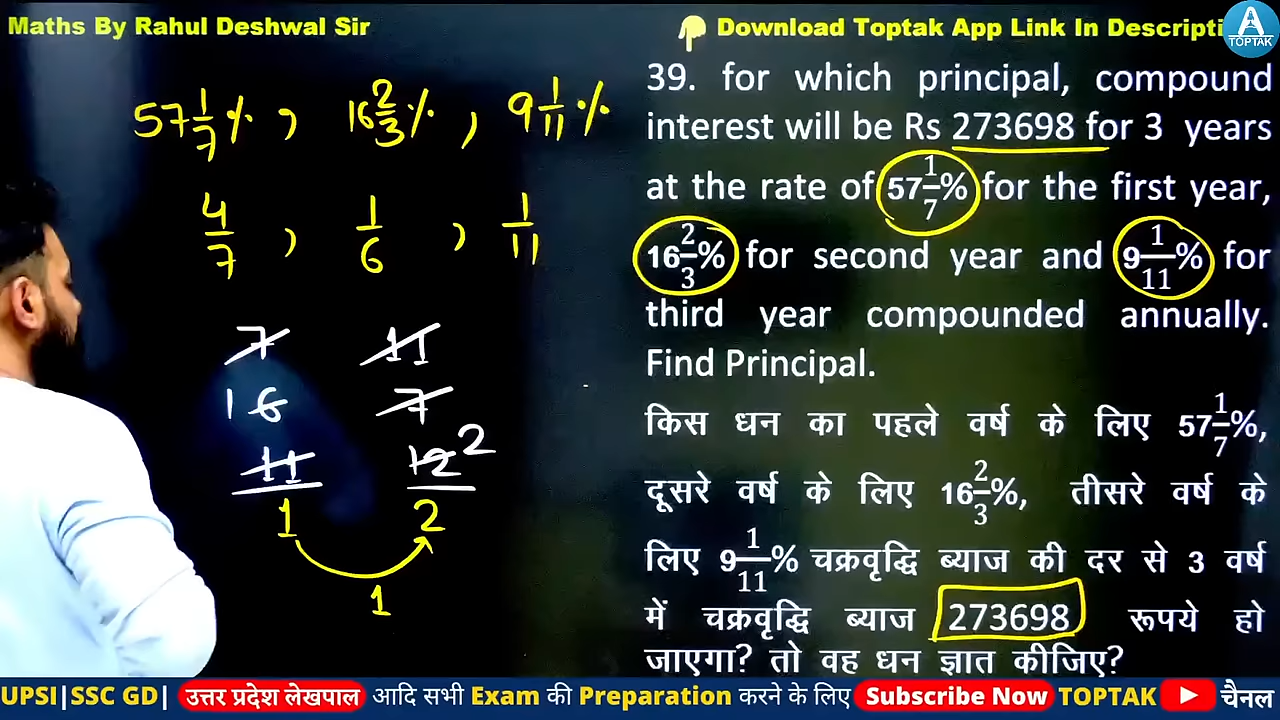 Maths By Rahul Deshwal Sir
Download Toptak App Link In Descripti
TOPTAK
57 1/7 %, 16 2/3 %, 9 1/11 %
4/7, 1/6, 1/11
7 11
16 7
11 12 2
1 2
1
39. for which principal, compound
interest will be Rs 273698 for 3 years
at the rate of 57 1/7% for the first year,
16 2/3% for second year and 9 1/11% for
third year compounded annually.
Find Principal.
किस धन का पहले वर्ष के लिए 57 1/7%,
दूसरे वर्ष के लिए 16 2/3%, तीसरे वर्ष के
लिए 9 1/11% चक्रवृद्धि ब्याज की दर से 3 वर्ष
में चक्रवृद्धि ब्याज 273698 रूपये हो
जाएगा? तो वह धन ज्ञात कीजिए?
UPSI|SSC GD| उत्तर प्रदेश लेखपाल आदि सभी Exam की Preparation करने के लिए Subscribe Now TOPTAK चैनल